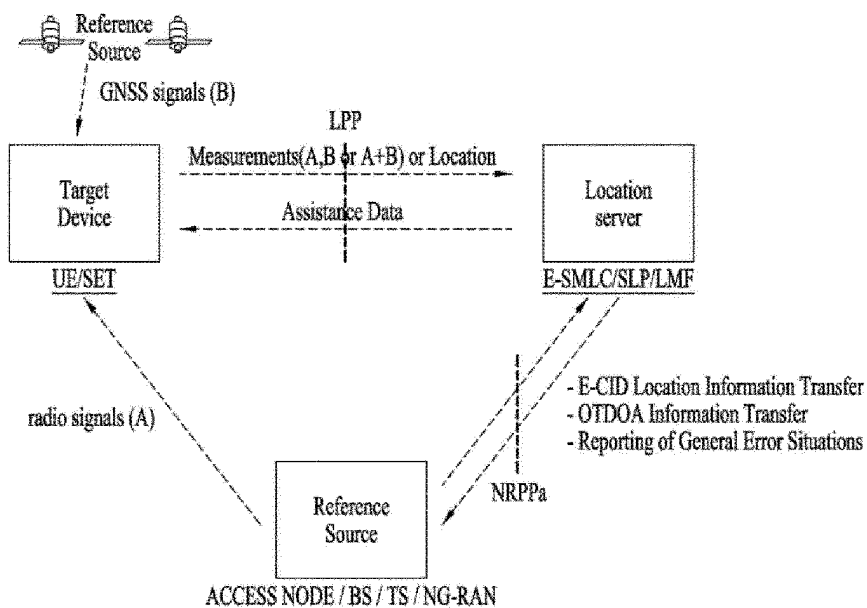 Reference
Source
GNSS signals (B)
LPP
Measurements(A,B or A+B) or Location
Target
Device
Location
server
Assistance Data
UE/SET
E-SMLC/SLP/LMF
- E-CID Location Information Transfer
- OTDOA Information Transfer
- Reporting of General Error Situations
radio signals (A)
NRPPa
Reference
Source
ACCESS NODE / BS / TS / NG-RAN